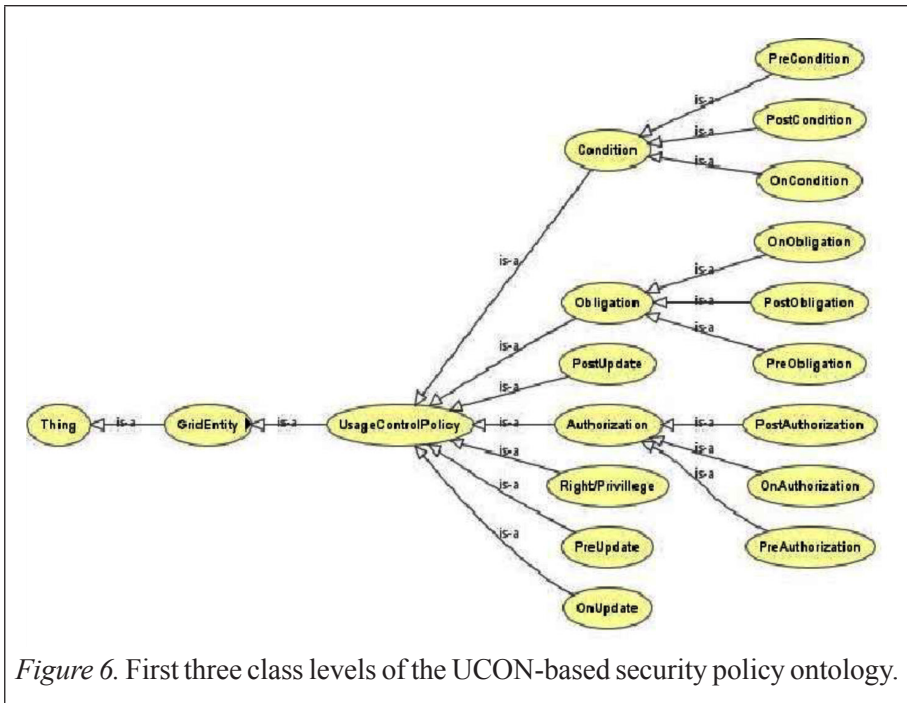 PreCondition
is-a
PostCondition
is-a
Condition
is-a
OnCondition
OnObligation
is-a
is-a
Obligation
is-a
PostObligation
is-a
is-a
PreObligation
PostUpdate
is-a
Thing
is-a
GridEntity
is-a
UsageControlPolicy
is-a
Authorization
is-a
PostAuthorization
is-a
is-a
is-a
Right/Privillege
OnAuthorization
is-a
PreUpdate
PreAuthorization
is-a
OnUpdate
Figure 6. First three class levels of the UCON-based security policy ontology.